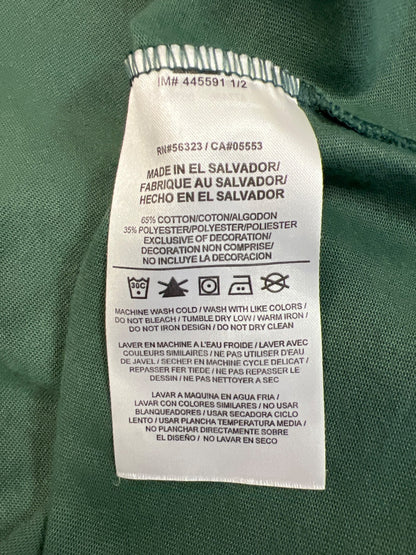 IM# 445591 1/2
RN#56323 / CA#05553
MADE IN EL SALVADOR/
FABRIQUE AU SALVADOR/
HECHO EN EL SALVADOR
65% COTTON/COTON/ALGODON
35% POLYESTER/POLYESTER/POLIESTER
EXCLUSIVE OF DECORATION/
DECORATION NON COMPRISE/
NO INCLUYE LA DECORACION
30C
MACHINE WASH COLD / WASH WITH LIKE COLORS /
DO NOT BLEACH / TUMBLE DRY LOW / WARM IRON /
DO NOT IRON DESIGN / DO NOT DRY CLEAN
LAVER EN MACHINE A L'EAU FROIDE / LAVER AVEC
COULEURS SIMILAIRES / NE PAS UTILISER D'EAU
DE JAVEL / SECHER EN MACHINE CYCLE DELICAT /
REPASSER FER TIEDE / NE PAS REPASSER LE
DESSIN / NE PAS NETTOYER A SEC
LAVAR A MAQUINA EN AGUA FRIA /
LAVAR CON COLORES SIMILARES / NO USAR
BLANQUEADORES / USAR SECADORA CICLO
LENTO / USAR PLANCHA TEMPERATURA MEDIA /
NO PLANCHAR DIRECTAMENTE SOBRE
EL DISEÑO / NO LAVAR EN SECO